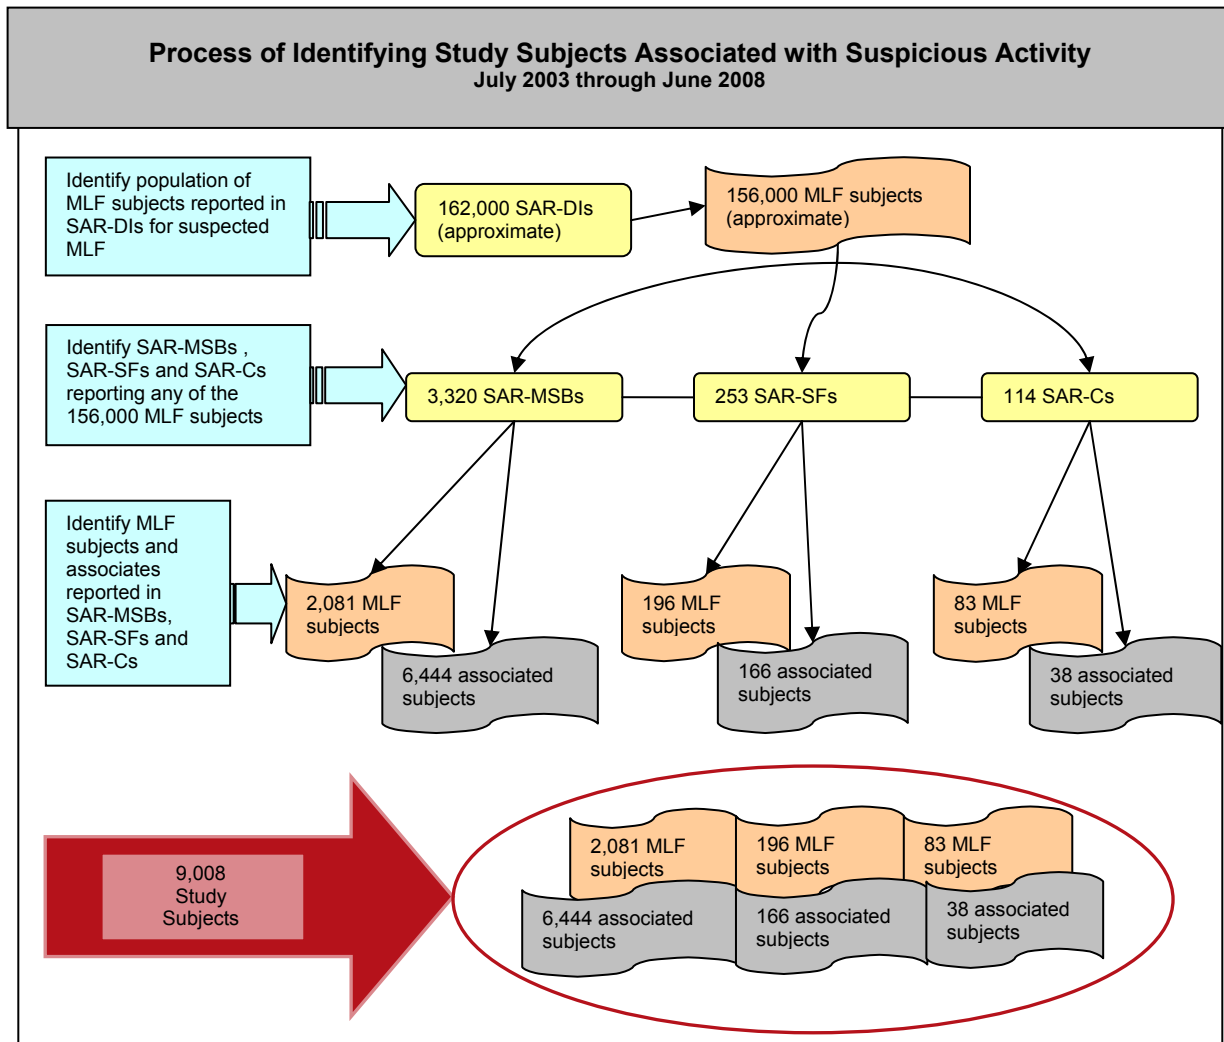 Process of Identifying Study Subjects Associated with Suspicious Activity
July 2003 through June 2008
Identify population of
MLF subjects reported in
SAR-DIs for suspected
MLF
162,000 SAR-DIs
(approximate)
156,000 MLF subjects
(approximate)
Identify SAR-MSBs ,
SAR-SFs and SAR-Cs
reporting any of the
156,000 MLF subjects
3,320 SAR-MSBs
253 SAR-SFs
114 SAR-Cs
Identify MLF
subjects and
associates
reported in
SAR-MSBs,
SAR-SFs and
SAR-Cs
2,081 MLF
subjects
6,444 associated
subjects
196 MLF
subjects
166 associated
subjects
83 MLF
subjects
38 associated
subjects
9,008
Study
Subjects
2,081 MLF
subjects
196 MLF
subjects
83 MLF
subjects
6,444 associated
subjects
166 associated
subjects
38 associated
subjects